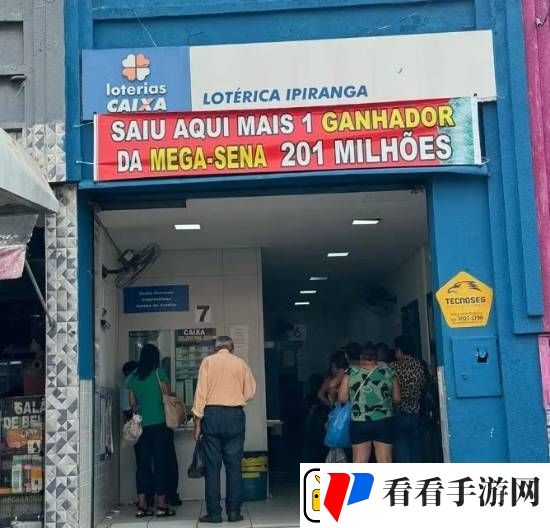 loterias
CAIXA
LOTÉRICA IPIRANGA
SAIU AQUI MAIS 1 GANHADOR
DA MEGA-SENA 201 MILHÕES
TECNOSEG
7
CAIXA
6
看看手游网